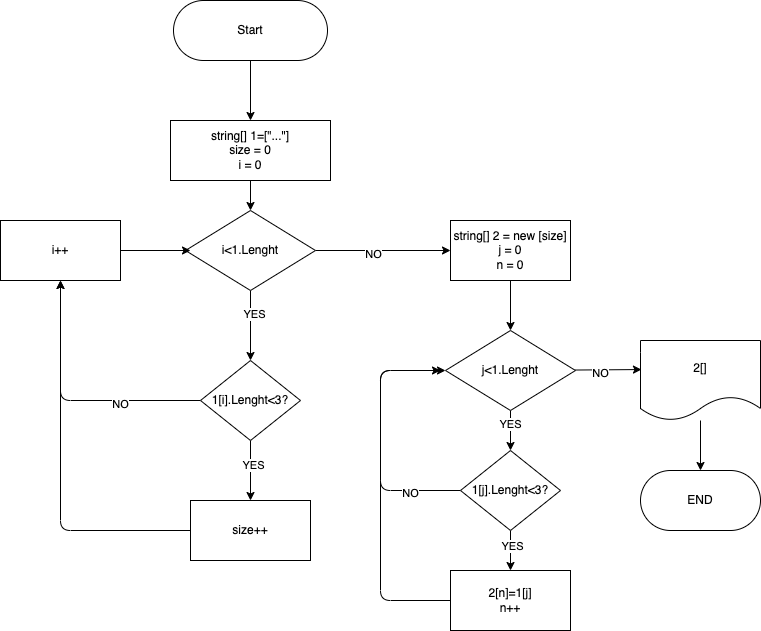 Start
string[] 1=["..."]
size = 0
i = 0
i++
i<1.Lenght
NO
string[] 2 = new [size]
j = 0
n = 0
YES
1[i].Lenght<3?
NO
YES
size++
j<1.Lenght
NO
2[]
YES
1[j].Lenght<3?
NO
YES
2[n]=1[j]
n++
END